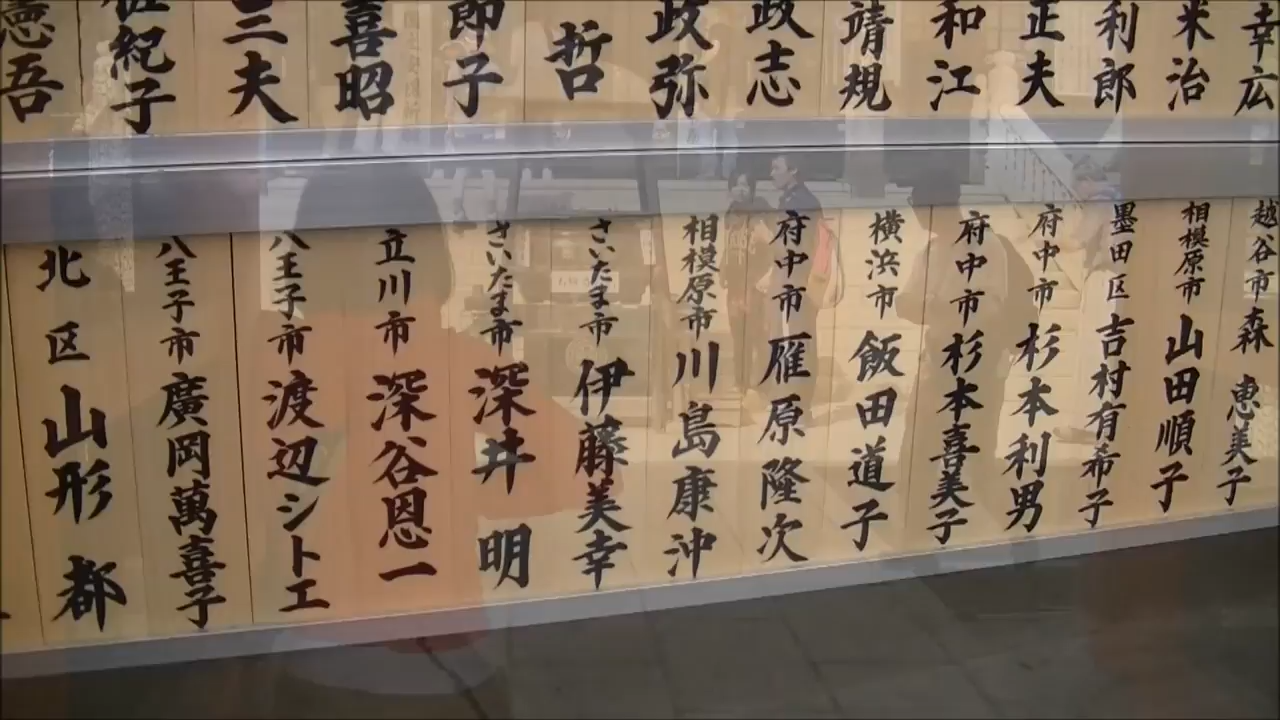 幸広
米治
利郎
正夫
和江
靖規
政志
政弥
哲
即子
喜昭
三夫
紀子
憲吾
越谷市 森 恵美子
相模原市 山田順子
墨田区 吉村有希子
府中市 杉本利男
府中市 杉本喜美子
横浜市 飯田道子
府中市 雁原隆次
相模原市 川島康沖
さいたま市 伊藤美幸
さいたま市 深井 明
立川市 深谷恩一
八王子市 渡辺シトエ
八王子市 廣岡萬喜子
北区 山形 都